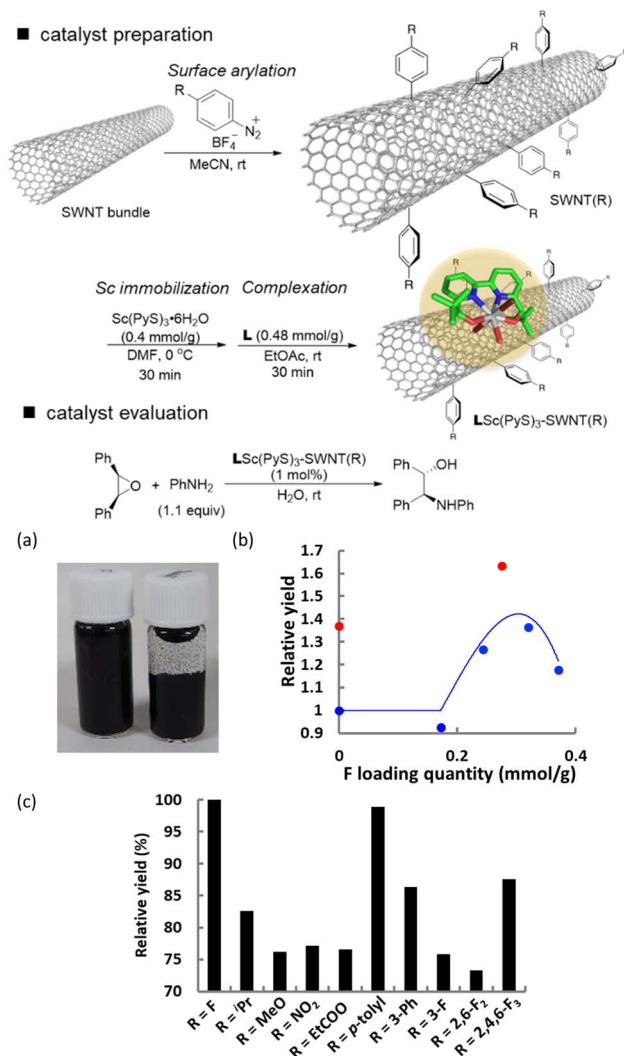 ■ catalyst preparation
Surface arylation
R
BF4−
N2+
MeCN, rt
SWNT bundle
R
R
R
R
R
R
R
R
R
SWNT(R)
Sc immobilization
Sc(PyS)3•6H2O
(0.4 mmol/g)
DMF, 0 °C
30 min
Complexation
L (0.48 mmol/g)
EtOAc, rt
30 min
R
R
R
R
R
R
R
R
LSc(PyS)3-SWNT(R)
■ catalyst evaluation
Ph
Ph
O
+ PhNH2
(1.1 equiv)
LSc(PyS)3-SWNT(R)
(1 mol%)
H2O, rt
Ph
OH
Ph
NHPh
(a)
(b)
Relative yield
1.7
1.6
1.5
1.4
1.3
1.2
1.1
1
0.9
0
0.2
0.4
F loading quantity (mmol/g)
(c)
Relative yield (%)
100
95
90
85
80
75
70
R = F
R = iPr
R = MeO
R = NO2
R = EtCOO
R = p-tolyl
R = 3-Ph
R = 3-F
R = 2,6-F2
R = 2,4,6-F3